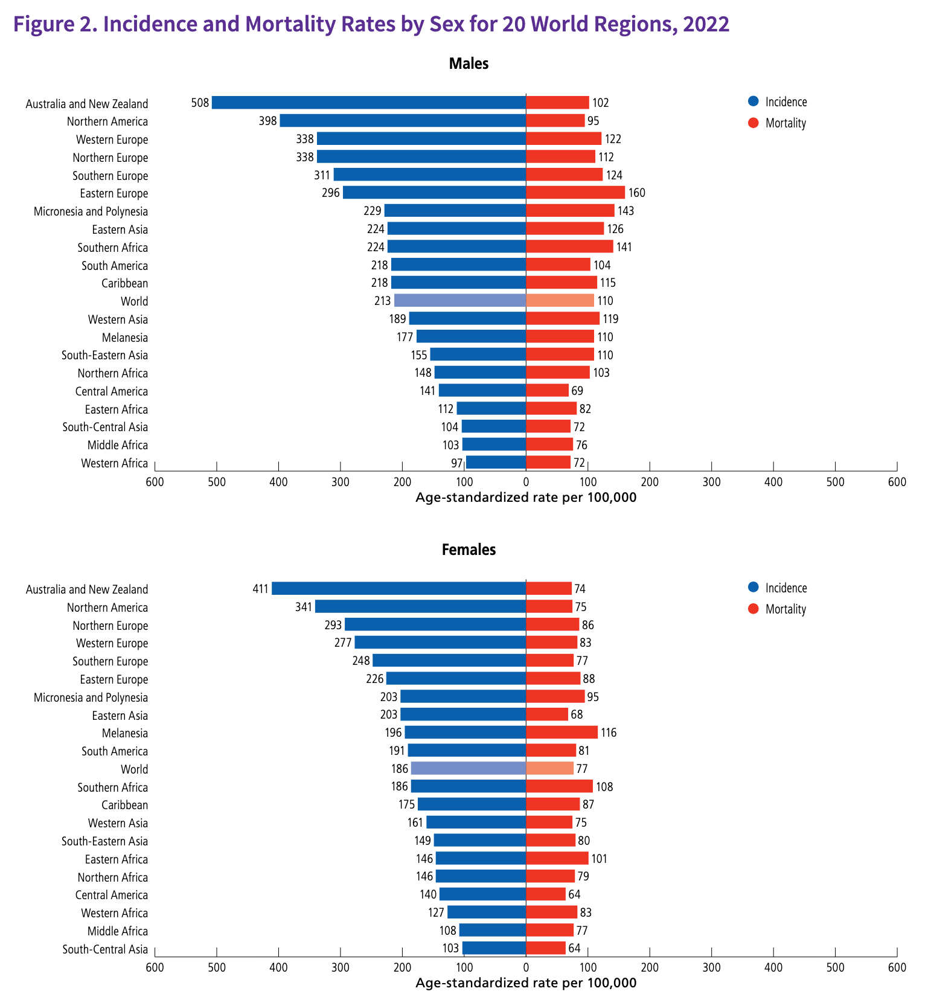 Figure 2. Incidence and Mortality Rates by Sex for 20 World Regions, 2022
Males
Incidence
Mortality
Australia and New Zealand 508 102
Northern America 398 95
Western Europe 338 122
Northern Europe 338 112
Southern Europe 311 124
Eastern Europe 296 160
Micronesia and Polynesia 229 143
Eastern Asia 224 126
Southern Africa 224 141
South America 218 104
Caribbean 218 115
World 213 110
Western Asia 189 119
Melanesia 177 110
South-Eastern Asia 155 110
Northern Africa 148 103
Central America 141 69
Eastern Africa 112 82
South-Central Asia 104 72
Middle Africa 103 76
Western Africa 97 72
600 500 400 300 200 100 0 100 200 300 400 500 600
Age-standardized rate per 100,000
Females
Incidence
Mortality
Australia and New Zealand 411 74
Northern America 341 75
Northern Europe 293 86
Western Europe 277 83
Southern Europe 248 77
Eastern Europe 226 88
Micronesia and Polynesia 203 95
Eastern Asia 203 68
Melanesia 196 116
South America 191 81
World 186 77
Southern Africa 186 108
Caribbean 175 87
Western Asia 161 75
South-Eastern Asia 149 80
Eastern Africa 146 101
Northern Africa 146 79
Central America 140 64
Western Africa 127 83
Middle Africa 108 77
South-Central Asia 103 64
600 500 400 300 200 100 0 100 200 300 400 500 600
Age-standardized rate per 100,000